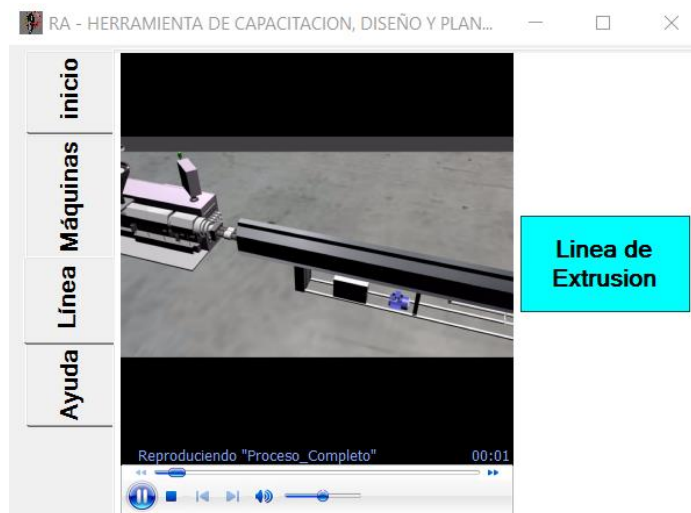 RA - HERRAMIENTA DE CAPACITACION, DISEÑO Y PLAN...
inicio
Máquinas
Línea
Ayuda
Linea de
Extrusion
Reproduciendo "Proceso_Completo" 00:01